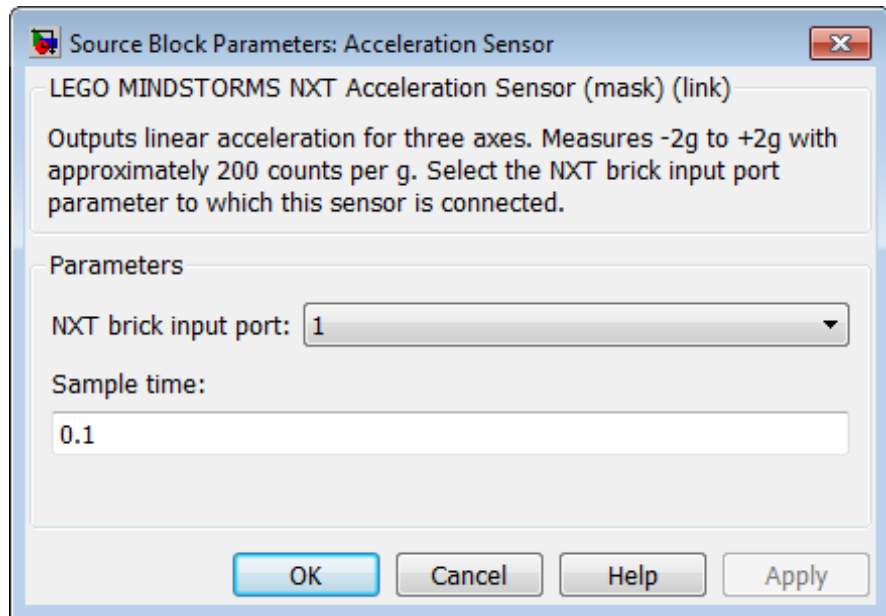 Source Block Parameters: Acceleration Sensor
LEGO MINDSTORMS NXT Acceleration Sensor (mask) (link)
Outputs linear acceleration for three axes. Measures -2g to +2g with
approximately 200 counts per g. Select the NXT brick input port
parameter to which this sensor is connected.
Parameters
NXT brick input port: 1
Sample time:
0.1
OK Cancel Help Apply